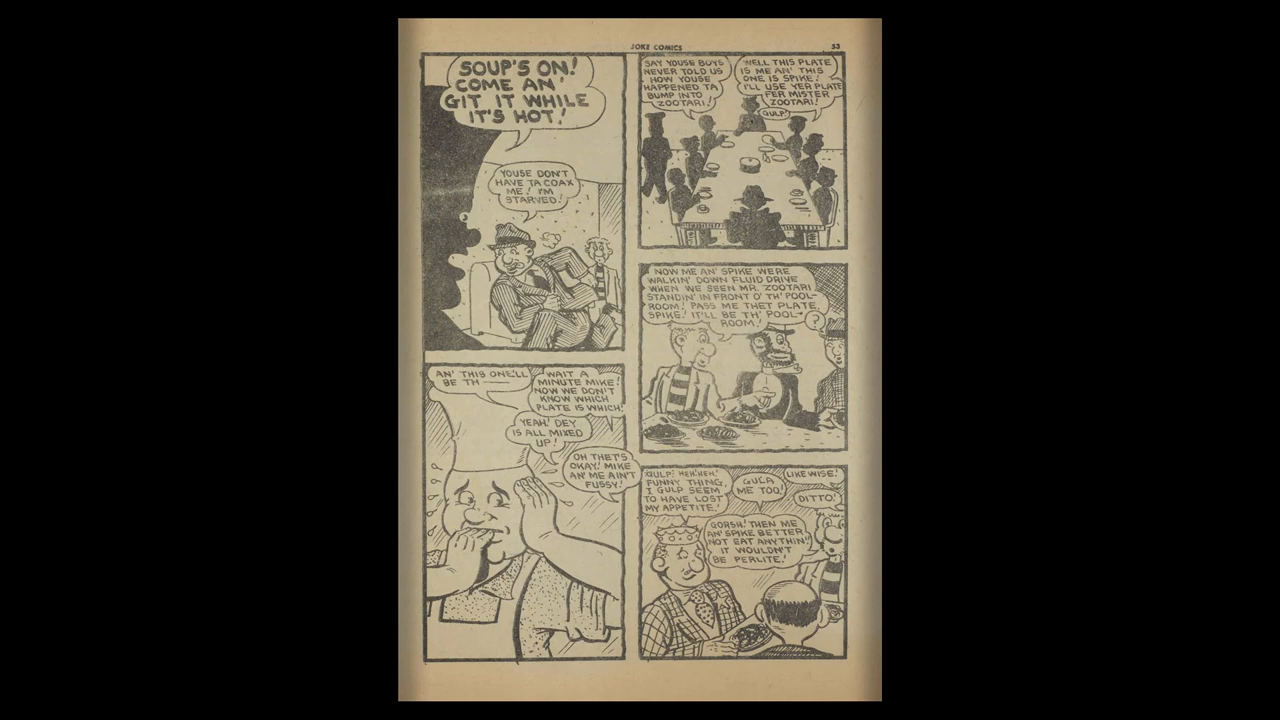 JOKE COMICS
53
SOUP'S ON!
COME AN'
GIT IT WHILE
IT'S HOT!
YOUSE DON'T
HAVE TA COAX
ME! I'M
STARVED!
SAY YOUSE BOYS
NEVER TOLD US
HOW YOUSE
HAPPENED TA
BUMP INTO
ZOOTARI!
WELL THIS PLATE
IS ME AN' THIS
ONE IS SPIKE!
I'LL USE YER PLATE
FER MISTER
ZOOTARI!
GULP!
NOW ME AN' SPIKE WERE
WALKIN' DOWN FLUID DRIVE
WHEN WE SEEN MR. ZOOTARI
STANDIN' IN FRONT O' TH' POOL-
ROOM! PASS ME THET PLATE,
SPIKE! IT'LL BE TH' POOL-
ROOM!
?
AN' THIS ONE'LL
BE TH ——
WAIT A
MINUTE MIKE!
NOW WE DON'T
KNOW WHICH
PLATE IS WHICH!
YEAH! DEY
IS ALL MIXED
UP!
OH THET'S
OKAY! MIKE
AN' ME AIN'T
FUSSY!
GULP! HEH! HEH!
FUNNY THING,
I GULP SEEM
TO HAVE LOST
MY APPETITE!
GULP
ME TOO!
LIKEWISE!
DITTO!
GORSH! THEN ME
AN' SPIKE BETTER
NOT EAT ANYTHIN'!
IT WOULDN'T
BE PERLITE!